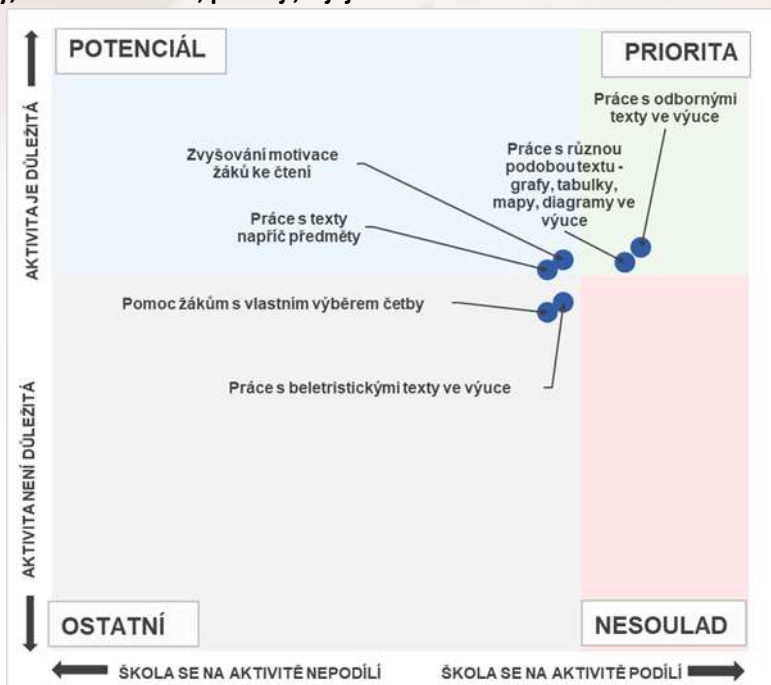 POTENCIÁL
PRIORITA
Práce s odbornými
texty ve výuce
Zvyšování motivace
žáků ke čtení
Práce s různou
podobou textu -
grafy, tabulky,
mapy, diagramy ve
výuce
Práce s texty
napříč předměty
Pomoc žákům s vlastním výběrem četby
Práce s beletristickými texty ve výuce
AKTIVITA JE DŮLEŽITÁ
AKTIVITA NENÍ DŮLEŽITÁ
OSTATNÍ
NESOULAD
ŠKOLA SE NA AKTIVITĚ NEPODÍLÍ
ŠKOLA SE NA AKTIVITĚ PODÍLÍ